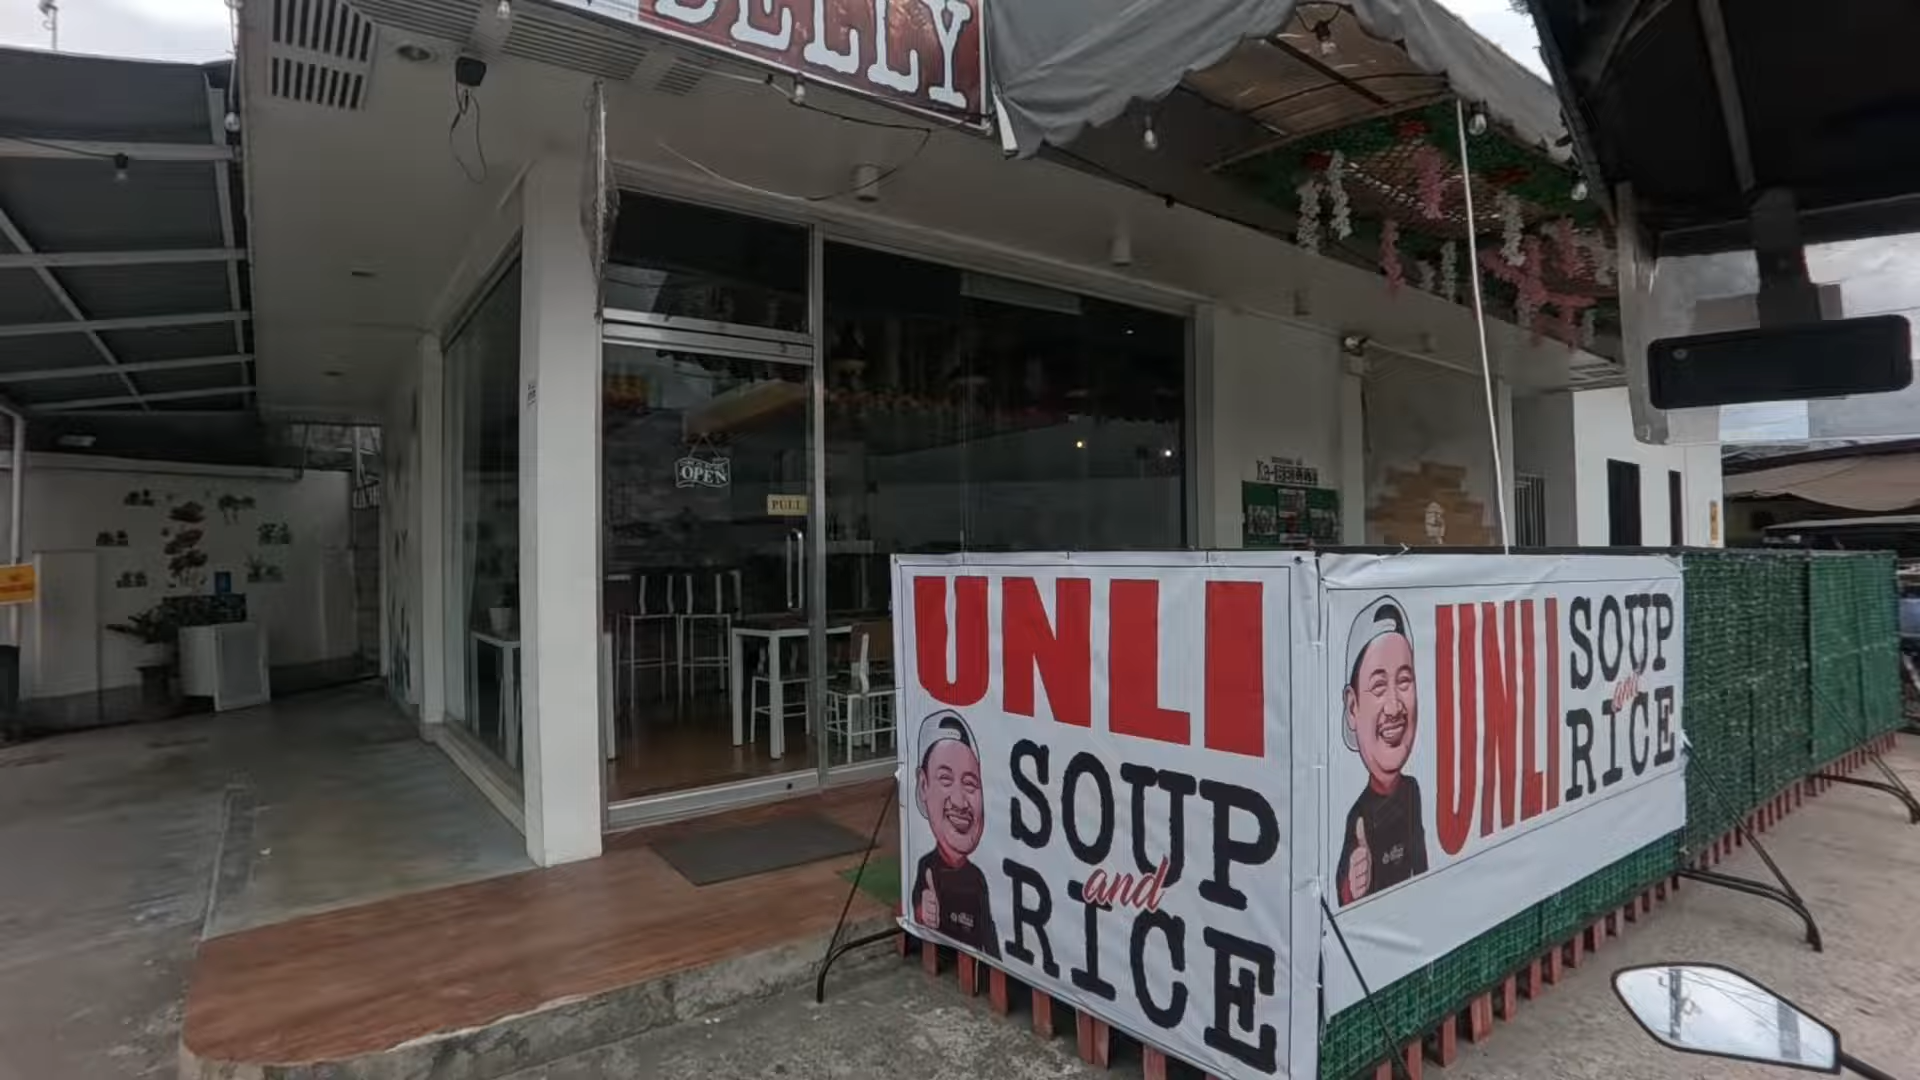 BELLY
OPEN
PULL
UNLI
SOUP
and
RICE
UNLI
SOUP
and
RICE